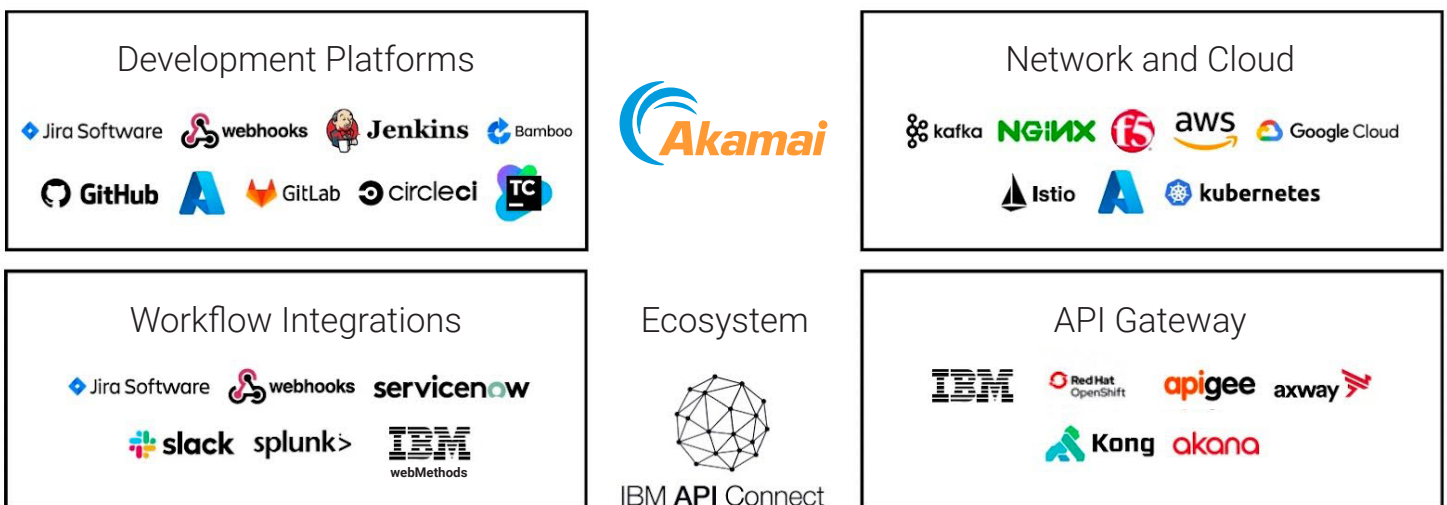 Development Platforms
Jira Software webhooks Jenkins Bamboo
GitHub GitLab circleci TC
Akamai
Network and Cloud
kafka NGINX f5 aws Google Cloud
Istio kubernetes
Workflow Integrations
Jira Software webhooks servicenow
slack splunk> IBM
webMethods
Ecosystem
IBM API Connect
API Gateway
IBM Red Hat
OpenShift apigee axway
Kong akana